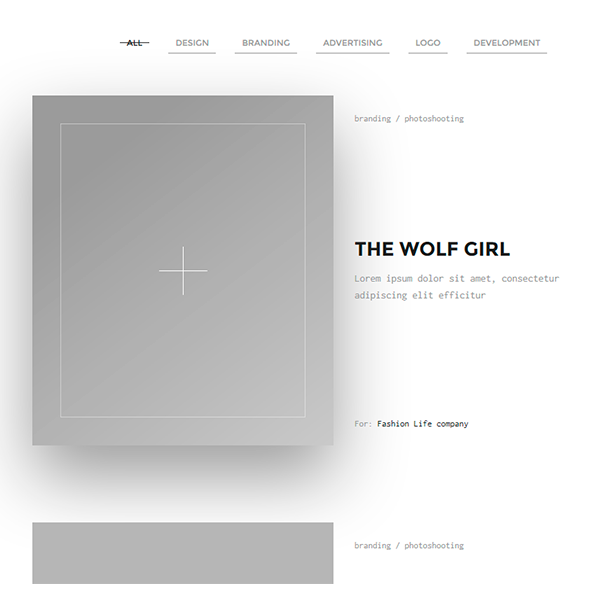 ALL DESIGN BRANDING ADVERTISING LOGO DEVELOPMENT
branding / photoshooting
THE WOLF GIRL
Lorem ipsum dolor sit amet, consectetur
adipiscing elit efficitur
For: Fashion Life company
branding / photoshooting